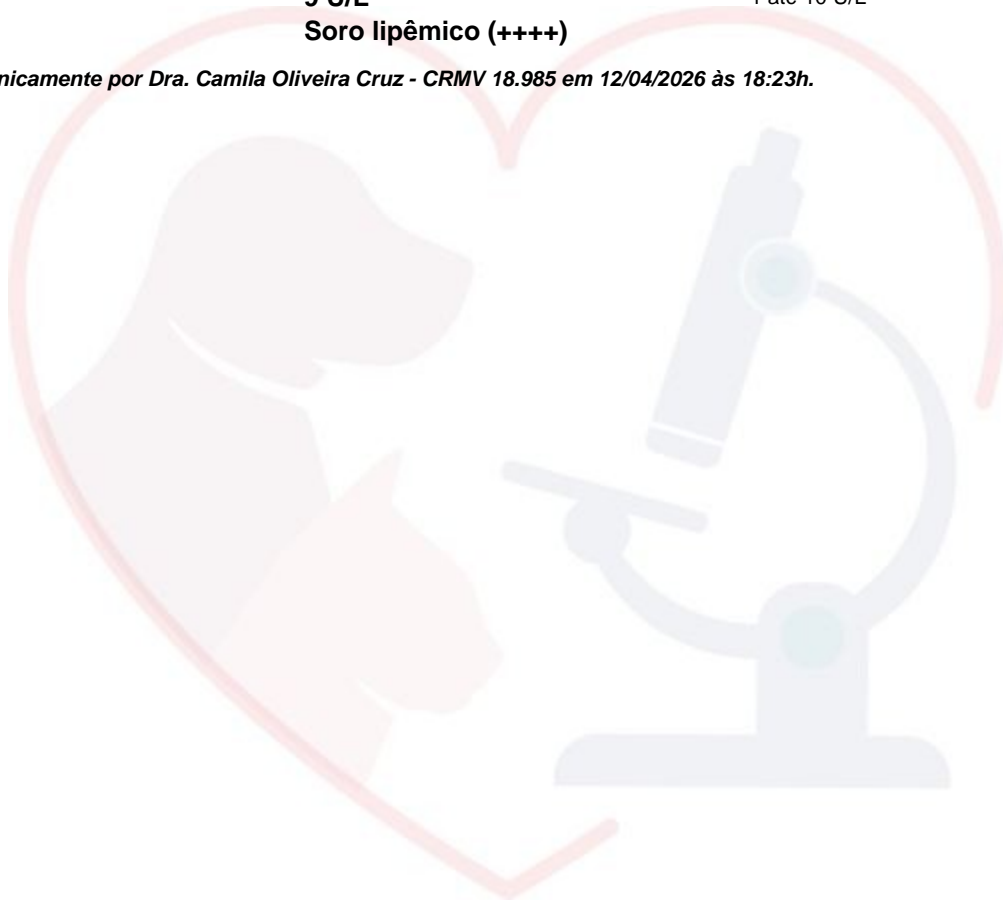 Soro lipêmico (++++)
nicamente por Dra. Camila Oliveira Cruz - CRMV 18.985 em 12/04/2026 às 18:23h.